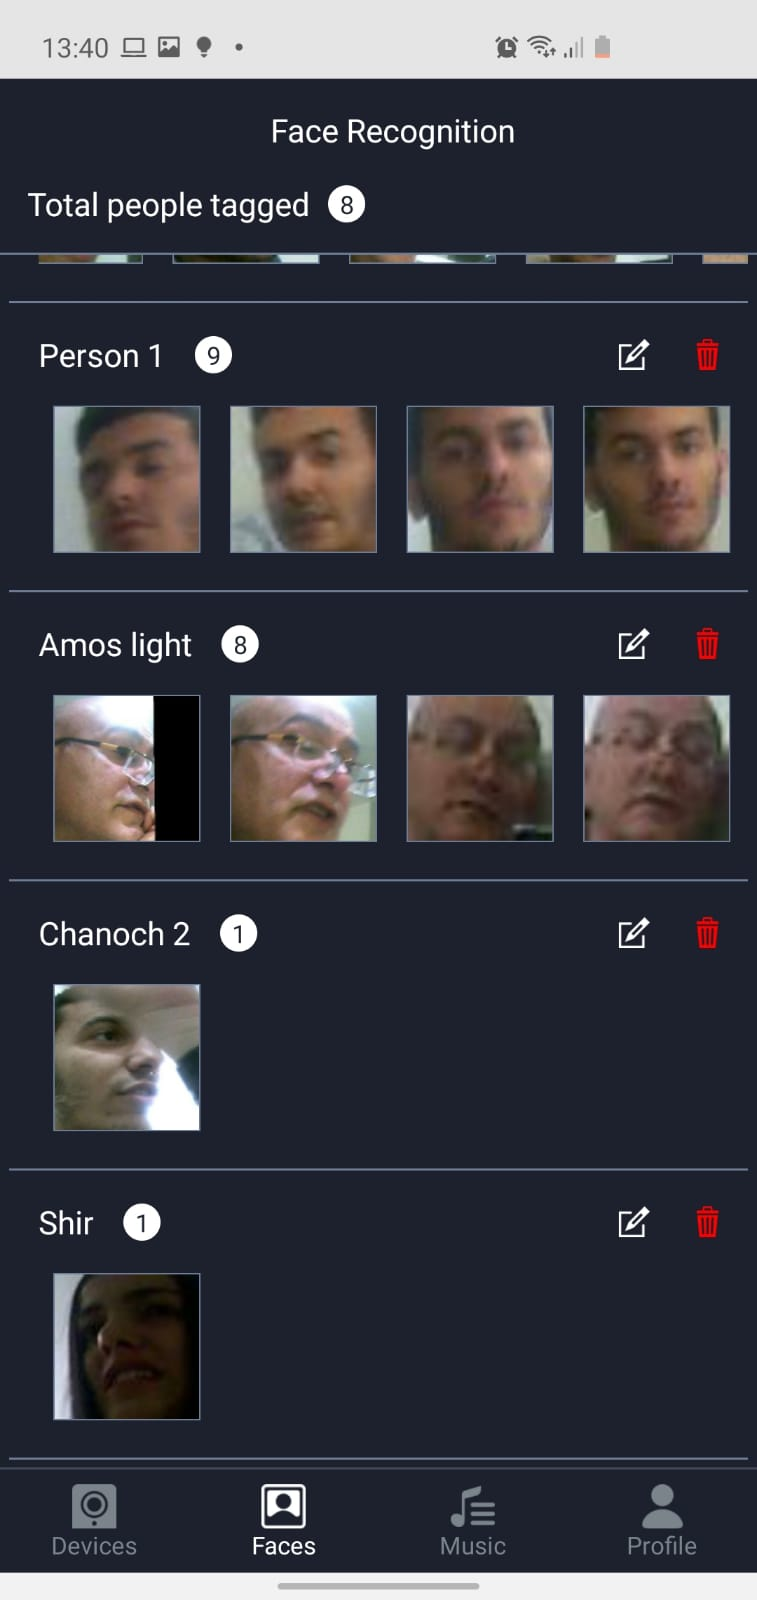 13:40
Face Recognition
Total people tagged 8
Person 1 9
Amos light 8
Chanoch 2 1
Shir 1
Devices Faces Music Profile